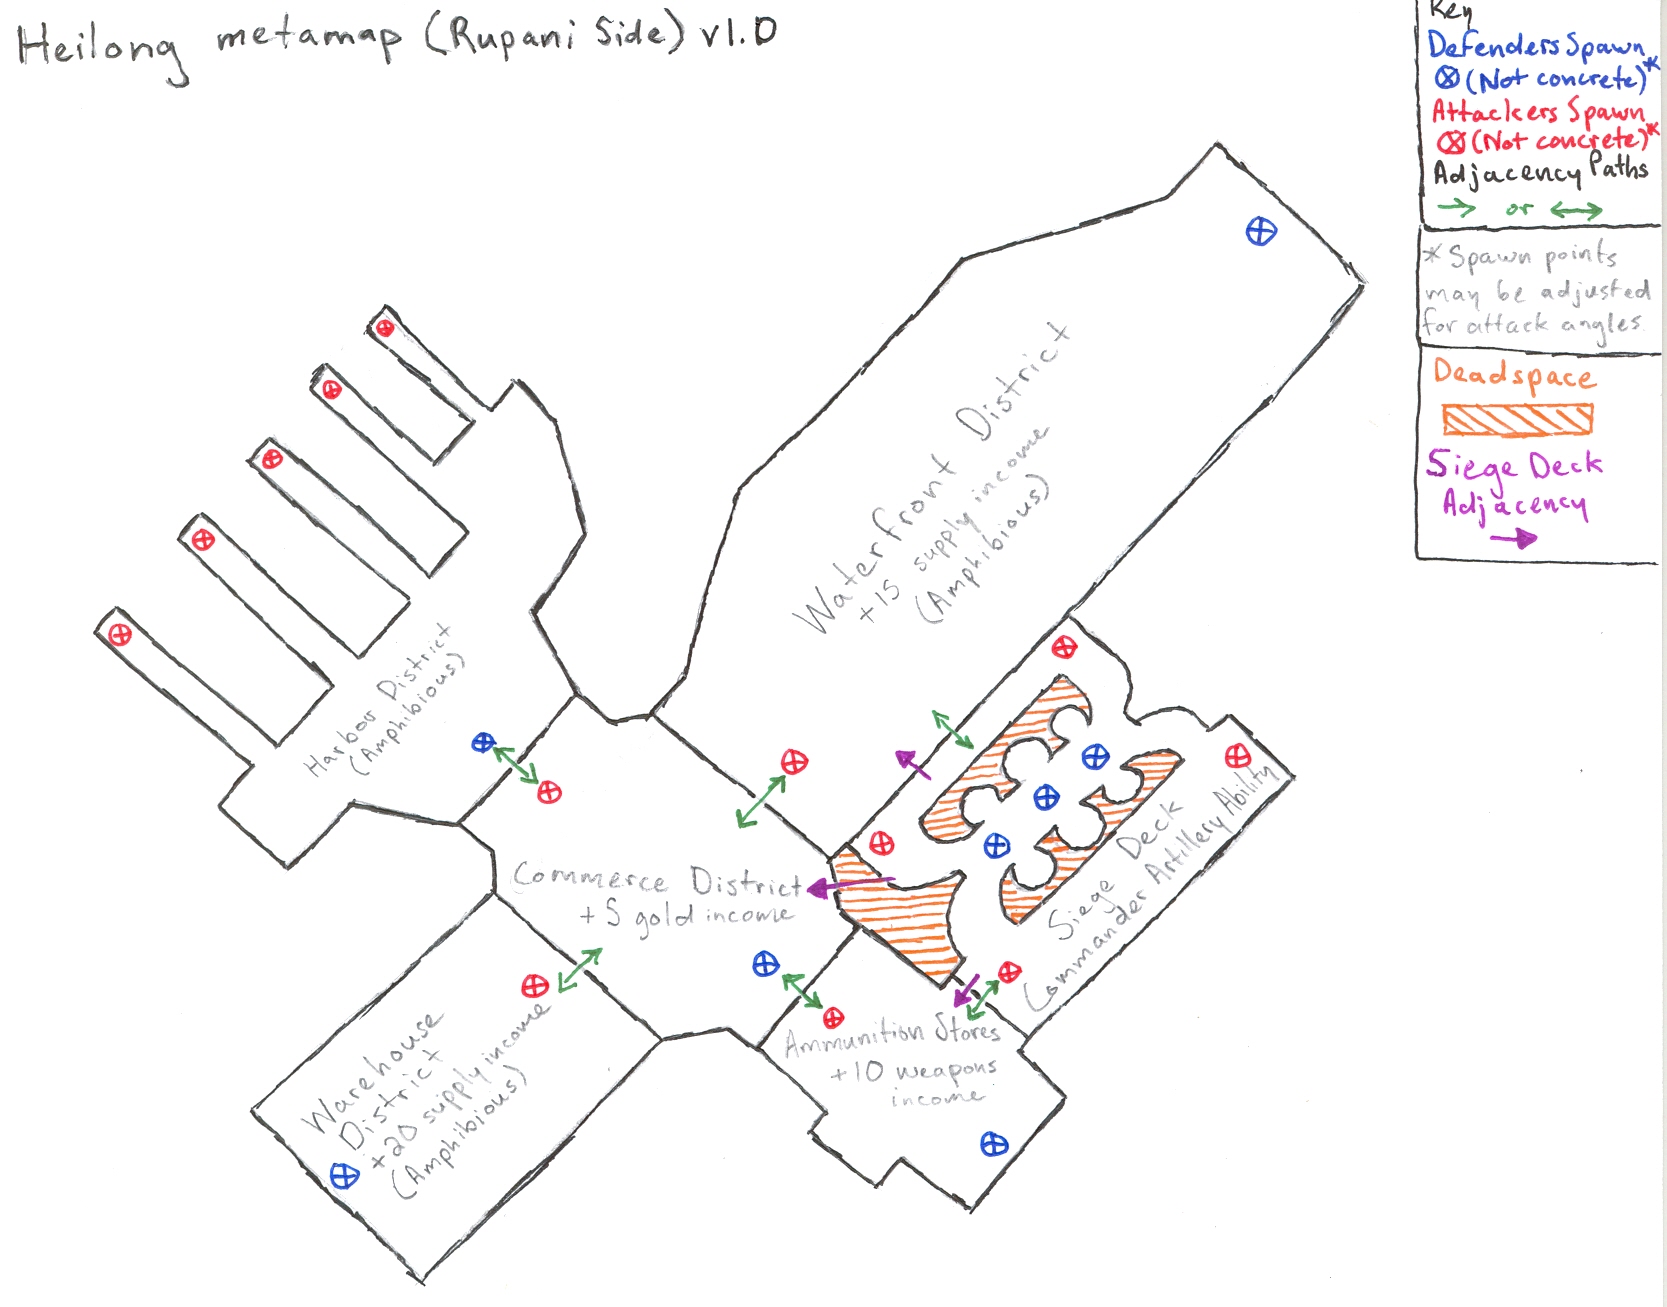 Heilong metamap (Rupani Side) v1.0
Key
Defenders Spawn
(Not concrete)*
Attackers Spawn
(Not concrete)*
Adjacency Paths
or
* Spawn points
may be adjusted
for attack angles.
Deadspace
Siege Deck
Adjacency
Waterfront District
+15 supply income
(Amphibious)
Harbor District
(Amphibious)
Commerce District
+5 gold income
Siege Deck
Commander Artillery Ability
Warehouse
District
+20 supply income
(Amphibious)
Ammunition Stores
+10 weapons
income